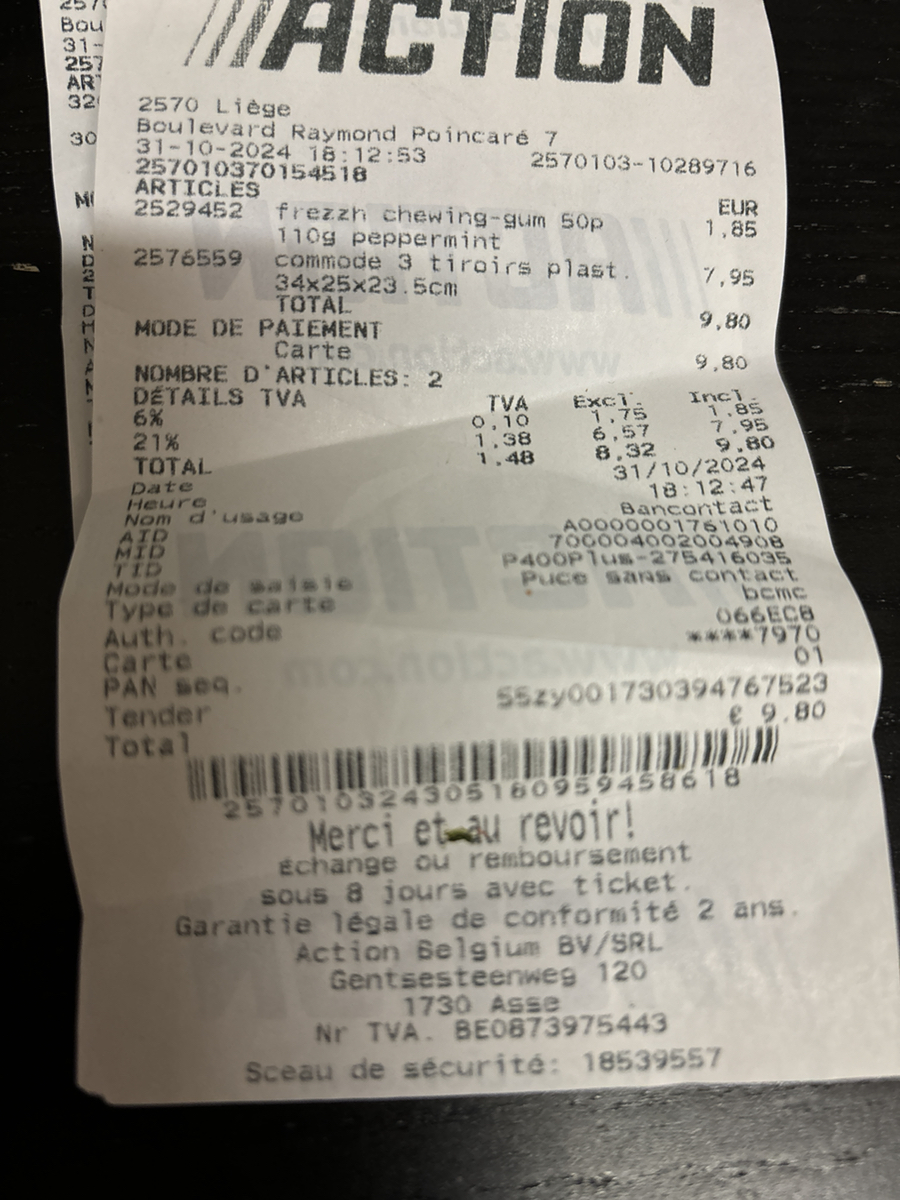 ACTION
2570 Liège
Boulevard Raymond Poincaré 7
31-10-2024 18:12:53 2570103-10289716
257010370154518
ARTICLES EUR
2529452 frezzh chewing-gum 50p 1,85
110g peppermint
2576559 commode 3 tiroirs plast. 7,95
34x25x23.5cm
TOTAL 9,80
MODE DE PAIEMENT
Carte 9,80
NOMBRE D'ARTICLES: 2
DÉTAILS TVA TVA Excl. Incl.
6% 0.10 1,75 1.85
21% 1.38 6,57 7.95
TOTAL 1.48 8,32 9.80
Date 31/10/2024
Heure 18:12:47
Nom d'usage Bancontact
AID A0000001761010
MID 700004002004908
TID P400Plus-275416035
Mode de saisie Puce sans contact
Type de carte bcmc
Auth. code 066EC8
Carte ****7970
PAN seq. 01
Tender SSzy001730394767523
Total € 9.80
257010324305180959458618
Merci et au revoir!
Échange ou remboursement
sous 8 jours avec ticket.
Garantie légale de conformité 2 ans.
Action Belgium BV/SRL
Gentsesteenweg 120
1730 Asse
Nr TVA. BE0873975443
Sceau de sécurité: 18539557